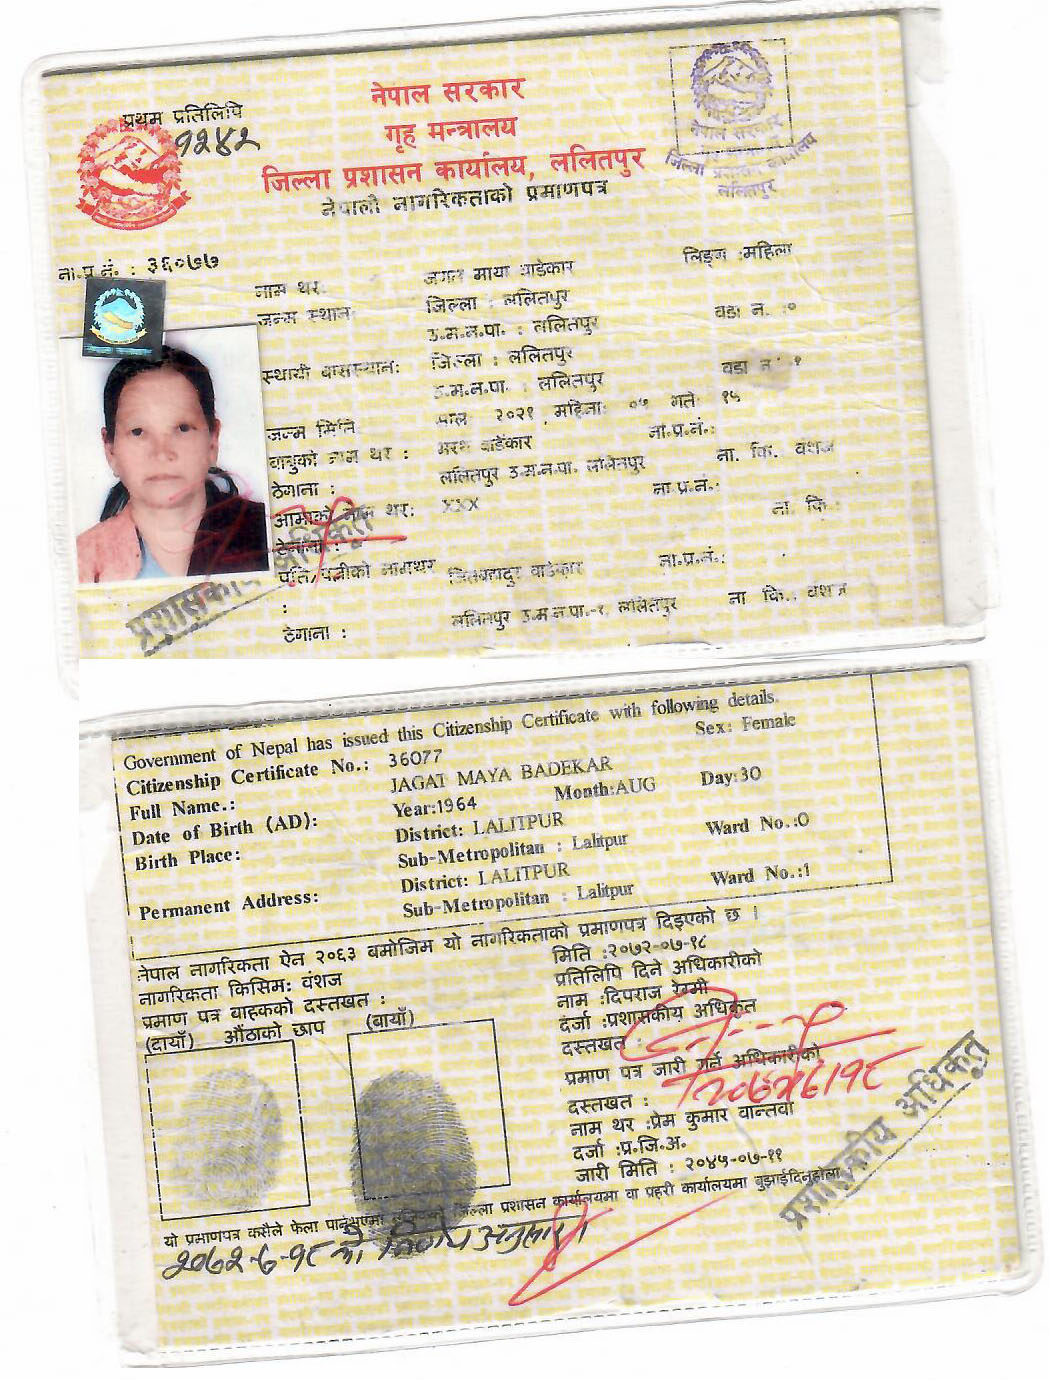 प्रथम प्रतिलिपि
१२४२
नेपाल सरकार
गृह मन्त्रालय
जिल्ला प्रशासन कार्यालय, ललितपुर
नेपाली नागरिकताको प्रमाणपत्र
नेपाल सरकार
जिल्ला प्रशासन कार्यालय
ललितपुर
ना.प्र.नं. : ३६०७७
नाम थर: जगत माया वाडेकार लिङ्ग :महिला
जन्म स्थान: जिल्ला : ललितपुर
उ.म.न.पा. : ललितपुर वडा नं. :०
स्थायी बासस्थान: जिल्ला : ललितपुर
उ.म.न.पा. : ललितपुर वडा नं : १
जन्म मिति साल २०२१ महिना: ०५ गते १५
बाबुको नाम थर : वाडेकार ना.प्र.नं.:
ठेगाना : ललितपुर उ.म.न.पा. ललितपुर ना. कि. वंशज
आमाको नाम थर: XXX ना.प्र.नं.:
ठेगाना : ना. कि :
पति/पत्नीको नामथर जितबहादुर वाडेकार ना.प्र.नं.:
:
ठेगाना : ललितपुर उ.म.न.पा.-१, ललितपुर ना कि.: वंशज
प्रशासकीय अधिकृत
Government of Nepal has issued this Citizenship Certificate with following details.
Citizenship Certificate No.: 36077 Sex: Female
Full Name.: JAGAT MAYA BADEKAR
Date of Birth (AD): Year:1964 Month:AUG Day:30
Birth Place: District: LALITPUR
Sub-Metropolitan : Lalitpur Ward No.:0
Permanent Address: District: LALITPUR
Sub-Metropolitan : Lalitpur Ward No.:1
नेपाल नागरिकता ऐन २०६३ बमोजिम यो नागरिकताको प्रमाणपत्र दिइएको छ ।
नागरिकता किसिम: वंशज
प्रमाण पत्र वाहकको दस्तखत :
(दायाँ) औंठाको छाप (बायाँ)
मिति :२०७२-०७-१८
प्रतिलिपि दिने अधिकारीको
नाम :दिपराज रेग्मी
दर्जा :प्रशासकीय अधिकृत
दस्तखत :
प्रमाण पत्र जारी गर्ने अधिकारीको
दस्तखत :
नाम थर :प्रेम कुमार वान्तवा
दर्जा :प्र.जि.अ.
जारी मिति : २०४५-०७-११
प्रशासकीय अधिकृत
यो प्रमाणपत्र कसैले फेला पारेमा जिल्ला प्रशासन कार्यालयमा वा प्रहरी कार्यालयमा बुझाईदिनुहोला
२०७२-७-१८ को निर्णय अनुसार ।